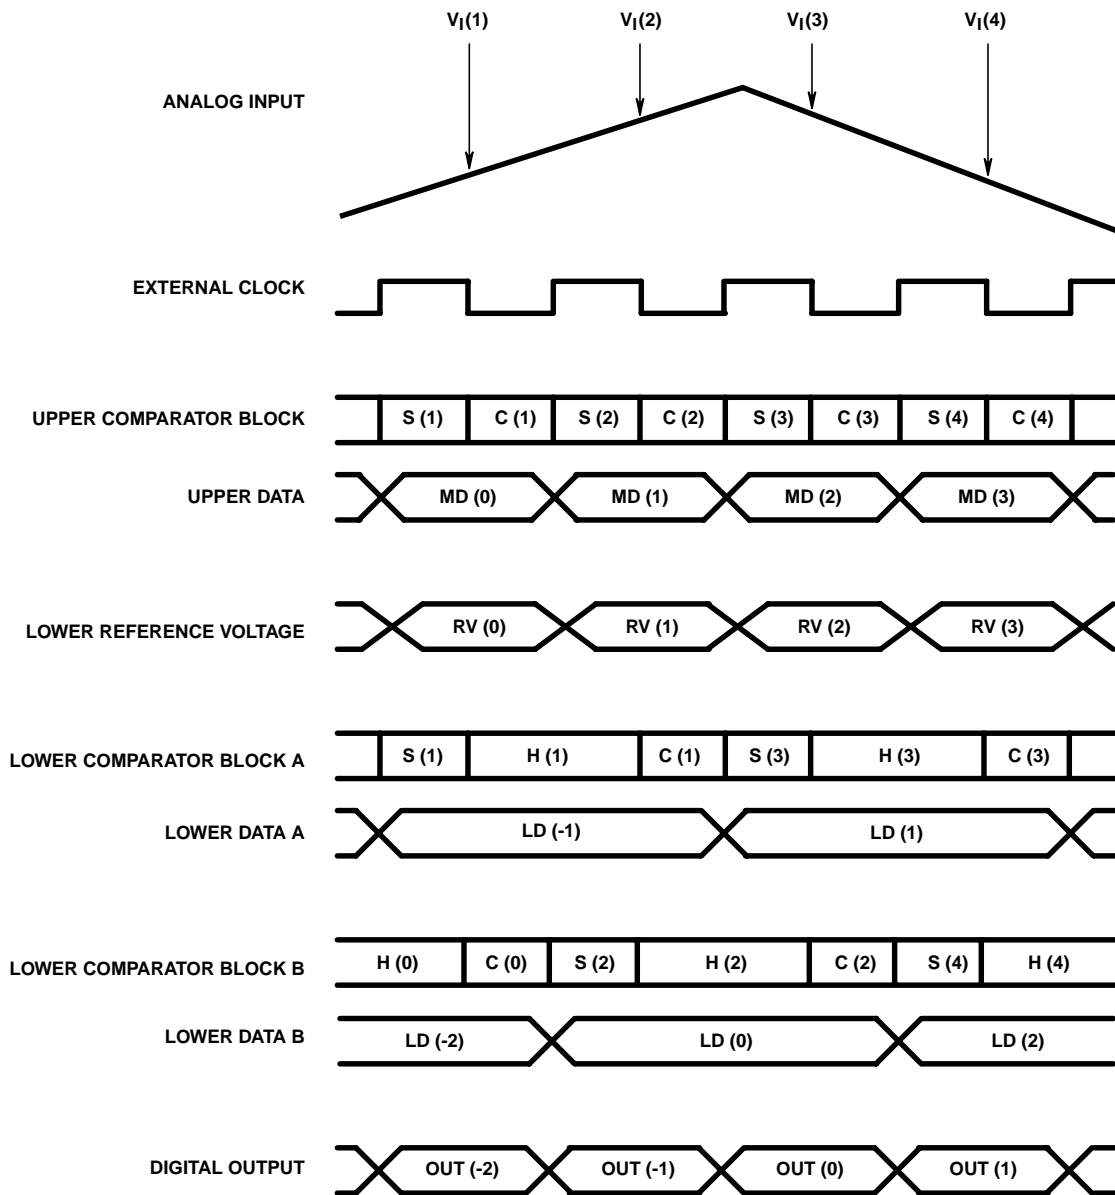 VI(1) VI(2) VI(3) VI(4)
ANALOG INPUT
EXTERNAL CLOCK
UPPER COMPARATOR BLOCK S (1) C (1) S (2) C (2) S (3) C (3) S (4) C (4)
UPPER DATA MD (0) MD (1) MD (2) MD (3)
LOWER REFERENCE VOLTAGE RV (0) RV (1) RV (2) RV (3)
LOWER COMPARATOR BLOCK A S (1) H (1) C (1) S (3) H (3) C (3)
LOWER DATA A LD (-1) LD (1)
LOWER COMPARATOR BLOCK B H (0) C (0) S (2) H (2) C (2) S (4) H (4)
LOWER DATA B LD (-2) LD (0) LD (2)
DIGITAL OUTPUT OUT (-2) OUT (-1) OUT (0) OUT (1)